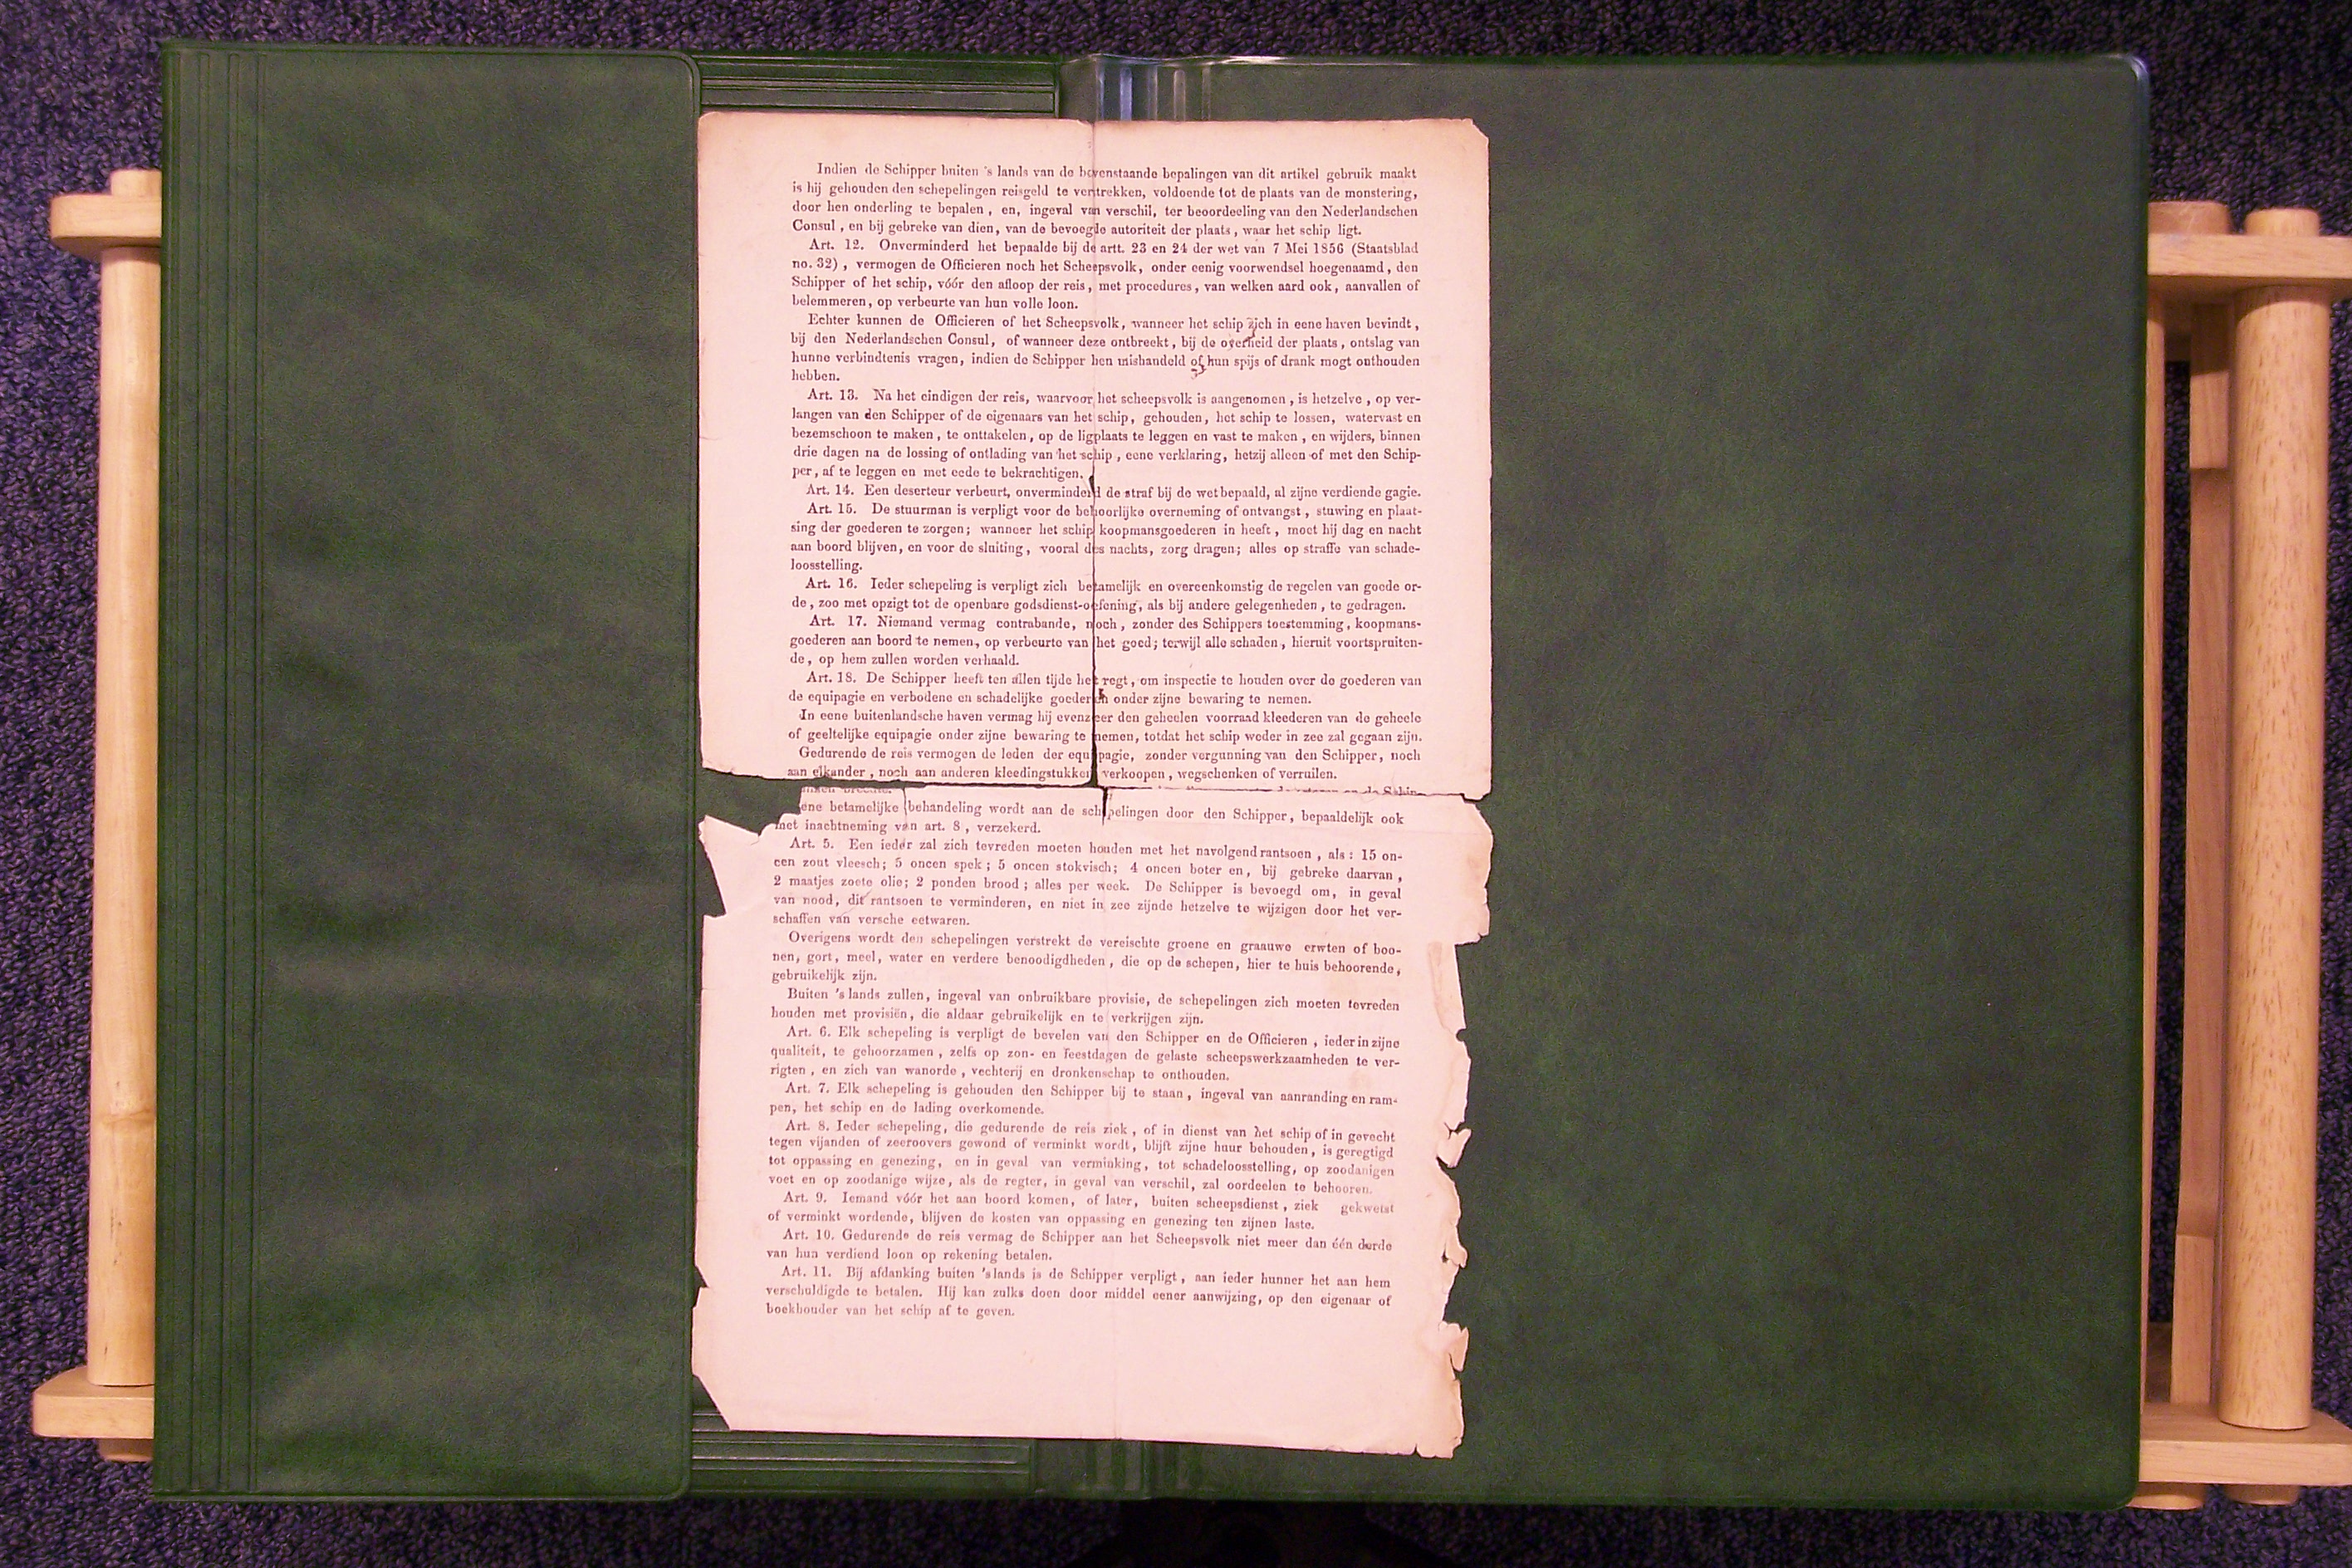 Indien de Schipper buiten 's lands van de bovenstaande bepalingen van dit artikel gebruik maakt
is hij gehouden den schepelingen reisgeld te verstrekken, voldoende tot de plaats van de monstering,
door hen onderling te bepalen, en, ingeval van verschil, ter beoordeeling van den Nederlandschen
Consul, en bij gebreke van dien, van de bevoegde autoriteit der plaats, waar het schip ligt.
Art. 12. Onverminderd het bepaalde bij de artt. 23 en 24 der wet van 7 Mei 1856 (Staatsblad
no. 32), vermogen de Officieren noch het Scheepsvolk, onder eenig voorwendsel hoegenaamd, den
Schipper of het schip, vóór den afloop der reis, met procedures, van welken aard ook, aanvallen of
belemmeren, op verbeurte van hun volle loon.
Echter kunnen de Officieren of het Scheepsvolk, wanneer het schip zich in eene haven bevindt,
bij den Nederlandschen Consul, of wanneer deze ontbreekt, bij de overheid der plaats, ontslag van
hunne verbindtenis vragen, indien de Schipper hen mishandeld of hun spijs of drank mogt onthouden
hebben.
Art. 13. Na het eindigen der reis, waarvoor het scheepsvolk is aangenomen, is hetzelve, op ver-
langen van den Schipper of de eigenaars van het schip, gehouden, het schip te lossen, watervast en
bezemschoon te maken, te onttakelen, op de ligplaats te leggen en vast te maken, en wijders, binnen
drie dagen na de lossing of ontlading van het schip, eene verklaring, hetzij alleen of met den Schip-
per, af te leggen en met eede te bekrachtigen.
Art. 14. Een deserteur verbeurt, onverminderd de straf bij de wet bepaald, al zijne verdiende gagie.
Art. 15. De stuurman is verpligt voor de behoorlijke overneming of ontvangst, stuwing en plaat-
sing der goederen te zorgen; wanneer het schip koopmansgoederen in heeft, moet hij dag en nacht
aan boord blijven, en voor de sluiting, vooral des nachts, zorg dragen; alles op straffe van schade-
loosstelling.
Art. 16. Ieder schepeling is verpligt zich betamelijk en overeenkomstig de regelen van goede or-
de, zoo met opzigt tot de openbare godsdienst-oefening, als bij andere gelegenheden, te gedragen.
Art. 17. Niemand vermag contrabande, noch, zonder des Schippers toestemming, koopmans-
goederen aan boord te nemen, op verbeurte van het goed; terwijl alle schaden, hieruit voortspruiten-
de, op hem zullen worden verhaald.
Art. 18. De Schipper heeft ten allen tijde het regt, om inspectie te houden over de goederen van
de equipagie en verbodene en schadelijke goederen onder zijne bewaring te nemen.
In eene buitenlandsche haven vermag hij evenzeer den geheelen voorraad kleederen van de geheele
of geeltelijke equipagie onder zijne bewaring te nemen, totdat het schip weder in zee zal gegaan zijn.
Gedurende de reis vermogen de leden der equipagie, zonder vergunning van den Schipper, noch
aan elkander, noch aan anderen kleedingstukken verkoopen, wegschenken of verruilen.
de Schip-
ene betamelijke behandeling wordt aan de schepelingen door den Schipper, bepaaldelijk ook
met inachtneming van art. 8, verzekerd.
Art. 5. Een ieder zal zich tevreden moeten houden met het navolgend rantsoen, als: 15 on-
cen zout vleesch; 5 oncen spek; 5 oncen stokvisch; 4 oncen boter en, bij gebreke daarvan,
2 maatjes zoete olie; 2 ponden brood; alles per week. De Schipper is bevoegd om, in geval
van nood, dit rantsoen te verminderen, en niet in zee zijnde hetzelve te wijzigen door het ver-
schaffen van versche eetwaren.
Overigens wordt den schepelingen verstrekt de vereischte groene en graauwe erwten of boo-
nen, gort, meel, water en verdere benoodigdheden, die op de schepen, hier te huis behoorende,
gebruikelijk zijn.
Buiten 's lands zullen, ingeval van onbruikbare provisie, de schepelingen zich moeten tevreden
houden met provisiën, die aldaar gebruikelijk en te verkrijgen zijn.
Art. 6. Elk schepeling is verpligt de bevelen van den Schipper en de Officieren, ieder in zijne
qualiteit, te gehoorzamen, zelfs op zon- en feestdagen de gelaste scheepswerkzaamheden te ver-
rigten, en zich van wanorde, vechterij en dronkenschap te onthouden.
Art. 7. Elk schepeling is gehouden den Schipper bij te staan, ingeval van aanranding en ram-
pen, het schip en de lading overkomende.
Art. 8. Ieder schepeling, die gedurende de reis ziek, of in dienst van het schip of in gevecht
tegen vijanden of zeeroovers gewond of verminkt wordt, blijft zijne huur behouden, is geregtigd
tot oppassing en genezing, en in geval van verminking, tot schadeloosstelling, op zoodanigen
voet en op zoodanige wijze, als de regter, in geval van verschil, zal oordeelen te behooren.
Art. 9. Iemand vóór het aan boord komen, of later, buiten scheepsdienst, ziek gekwetst
of verminkt wordende, blijven de kosten van oppassing en genezing ten zijnen laste.
Art. 10. Gedurende de reis vermag de Schipper aan het Scheepsvolk niet meer dan één derde
van hun verdiend loon op rekening betalen.
Art. 11. Bij afdanking buiten 's lands is de Schipper verpligt, aan ieder hunner het aan hem
verschuldigde te betalen. Hij kan zulks doen door middel eener aanwijzing, op den eigenaar of
boekhouder van het schip af te geven.